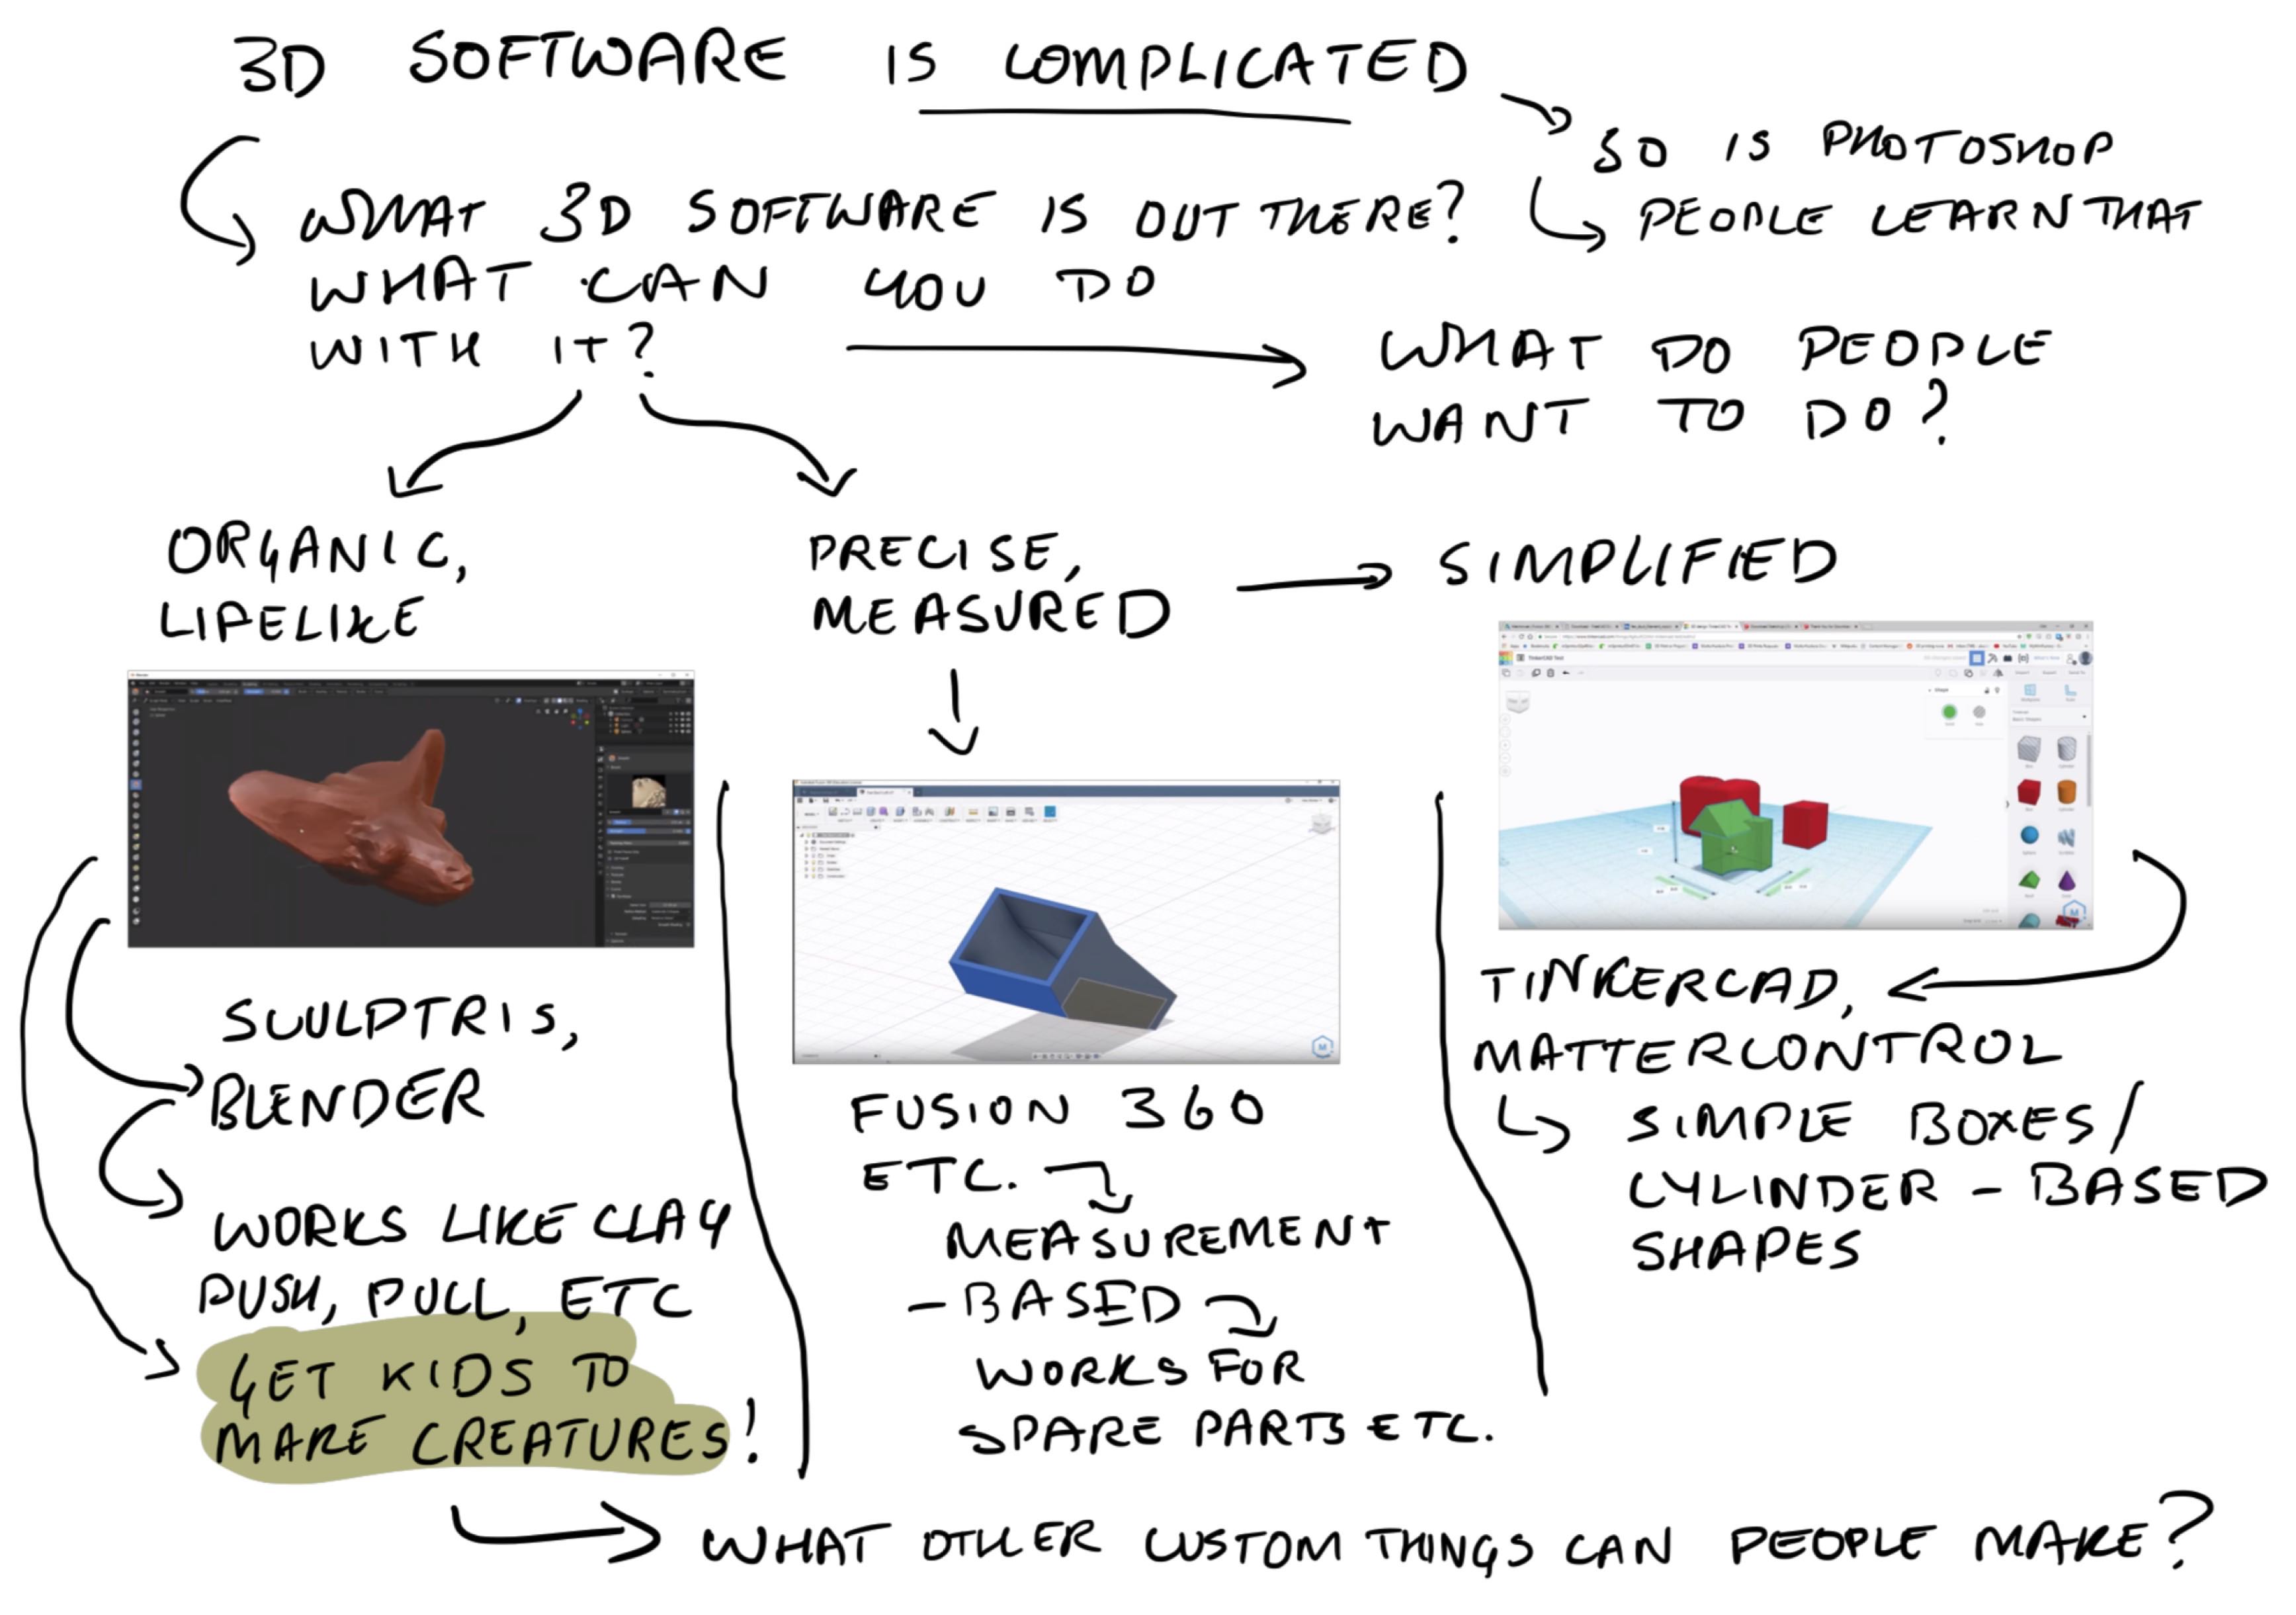 3D SOFTWARE IS COMPLICATED
SO IS PHOTOSHOP
PEOPLE LEARN THAT
WHAT 3D SOFTWARE IS OUT THERE?
WHAT CAN YOU DO
WITH IT?
WHAT DO PEOPLE
WANT TO DO?
ORGANIC,
LIFELIKE
PRECISE,
MEASURED
SIMPLIFIED
SCULPTRIS,
BLENDER
WORKS LIKE CLAY
PUSH, PULL, ETC
GET KIDS TO
MAKE CREATURES!
FUSION 360
ETC.
MEASUREMENT
-BASED
WORKS FOR
SPARE PARTS ETC.
TinkerCAD Test
TINKERCAD,
MATTERCONTROL
SIMPLE BOXES/
CYLINDER - BASED
SHAPES
WHAT OTHER CUSTOM THINGS CAN PEOPLE MAKE?